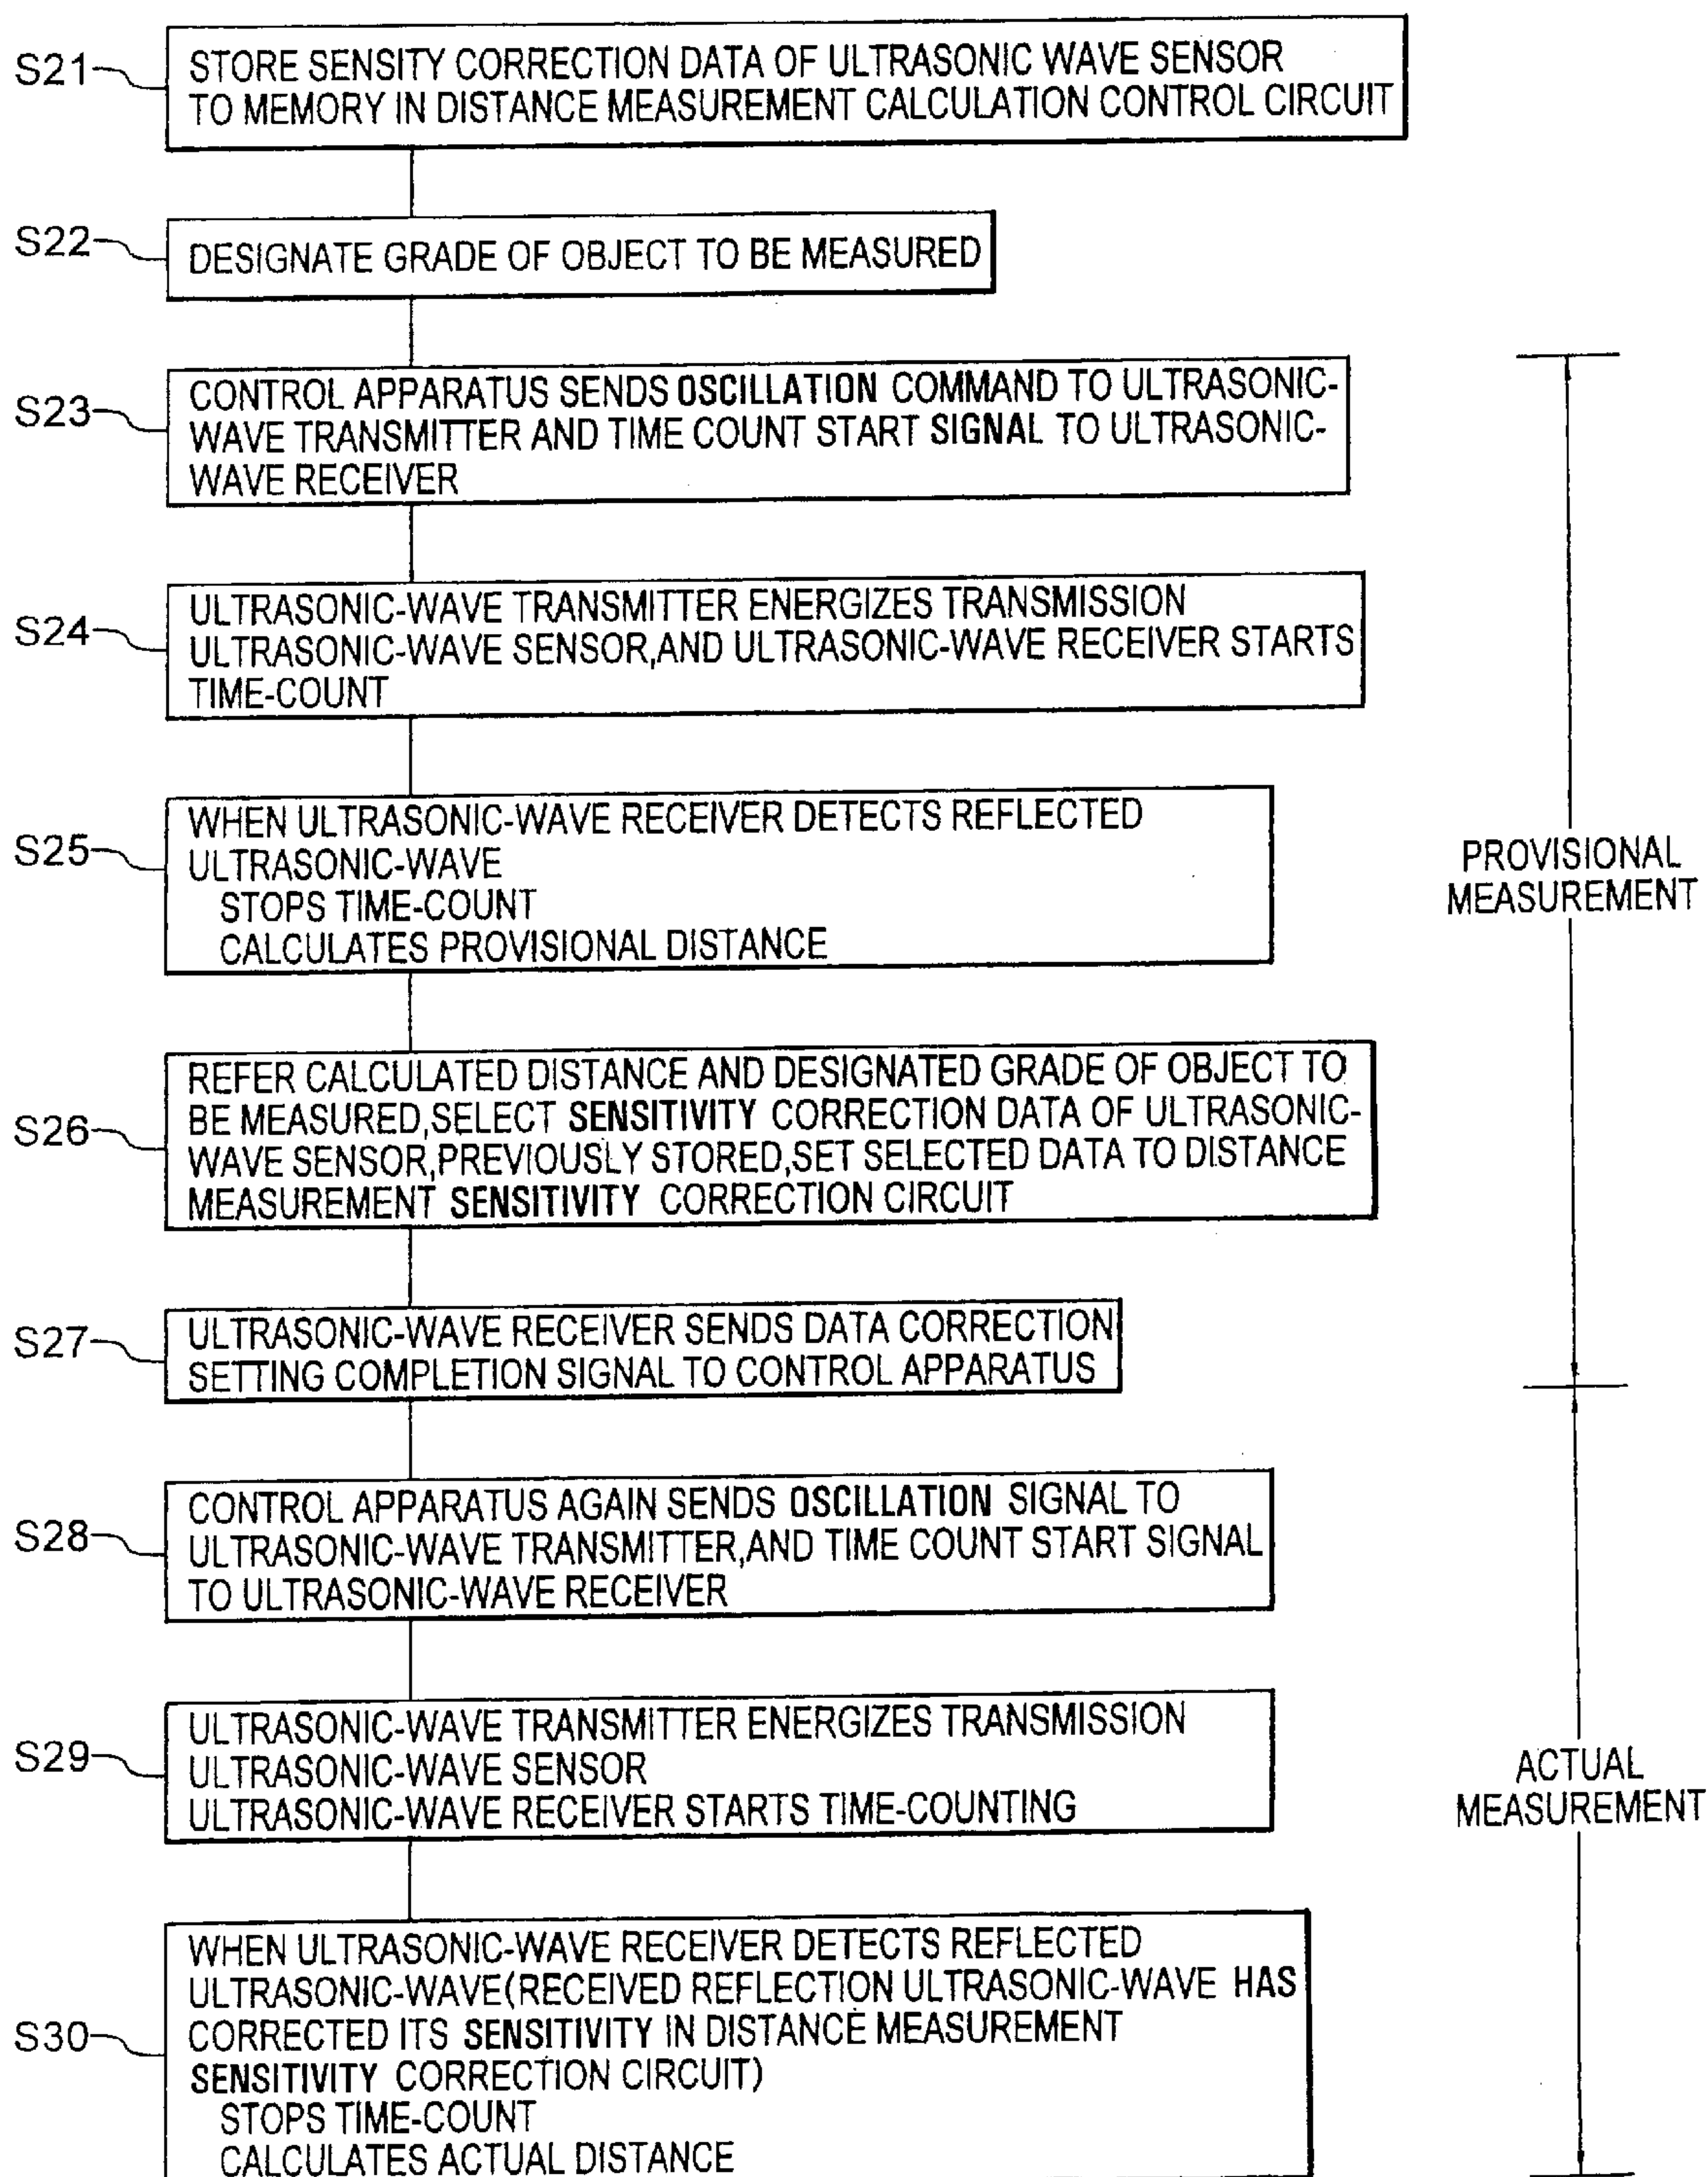 S21
STORE SENSITY CORRECTION DATA OF ULTRASONIC WAVE SENSOR
TO MEMORY IN DISTANCE MEASUREMENT CALCULATION CONTROL CIRCUIT
S22
DESIGNATE GRADE OF OBJECT TO BE MEASURED
S23
CONTROL APPARATUS SENDS OSCILLATION COMMAND TO ULTRASONIC-
WAVE TRANSMITTER AND TIME COUNT START SIGNAL TO ULTRASONIC-
WAVE RECEIVER
S24
ULTRASONIC-WAVE TRANSMITTER ENERGIZES TRANSMISSION
ULTRASONIC-WAVE SENSOR,AND ULTRASONIC-WAVE RECEIVER STARTS
TIME-COUNT
S25
WHEN ULTRASONIC-WAVE RECEIVER DETECTS REFLECTED
ULTRASONIC-WAVE
STOPS TIME-COUNT
CALCULATES PROVISIONAL DISTANCE
PROVISIONAL
MEASUREMENT
S26
REFER CALCULATED DISTANCE AND DESIGNATED GRADE OF OBJECT TO
BE MEASURED,SELECT SENSITIVITY CORRECTION DATA OF ULTRASONIC-
WAVE SENSOR,PREVIOUSLY STORED,SET SELECTED DATA TO DISTANCE
MEASUREMENT SENSITIVITY CORRECTION CIRCUIT
S27
ULTRASONIC-WAVE RECEIVER SENDS DATA CORRECTION
SETTING COMPLETION SIGNAL TO CONTROL APPARATUS
S28
CONTROL APPARATUS AGAIN SENDS OSCILLATION SIGNAL TO
ULTRASONIC-WAVE TRANSMITTER,AND TIME COUNT START SIGNAL
TO ULTRASONIC-WAVE RECEIVER
S29
ULTRASONIC-WAVE TRANSMITTER ENERGIZES TRANSMISSION
ULTRASONIC-WAVE SENSOR
ULTRASONIC-WAVE RECEIVER STARTS TIME-COUNTING
ACTUAL
MEASUREMENT
S30
WHEN ULTRASONIC-WAVE RECEIVER DETECTS REFLECTED
ULTRASONIC-WAVE(RECEIVED REFLECTION ULTRASONIC-WAVE HAS
CORRECTED ITS SENSITIVITY IN DISTANCE MEASUREMENT
SENSITIVITY CORRECTION CIRCUIT)
STOPS TIME-COUNT
CALCULATES ACTUAL DISTANCE